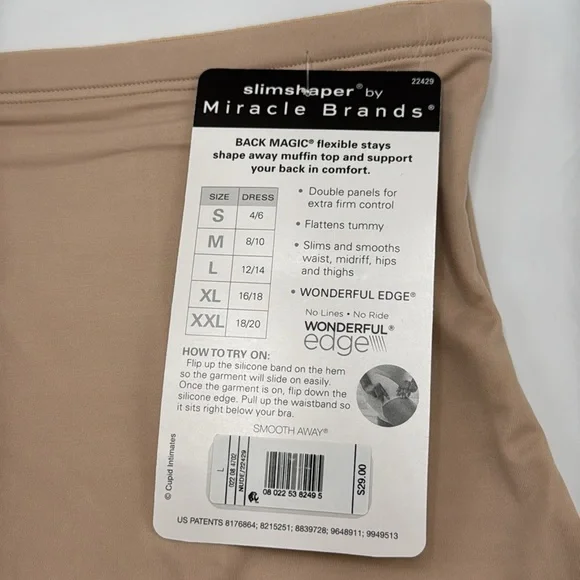 22429
slimshaper® by
Miracle Brands®
BACK MAGIC® flexible stays
shape away muffin top and support
your back in comfort.
SIZE DRESS
S 4/6
M 8/10
L 12/14
XL 16/18
XXL 18/20
• Double panels for
extra firm control
• Flattens tummy
• Slims and smooths
waist, midriff, hips
and thighs
• WONDERFUL EDGE®
No Lines • No Ride
WONDERFUL®
edge
HOW TO TRY ON:
Flip up the silicone band on the hem
so the garment will slide on easily.
Once the garment is on, flip down the
silicone edge. Pull up the waistband so
it sits right below your bra.
SMOOTH AWAY®
© Cupid Intimates
L
022 08 4702
NUDE/22429
08 022 53 8249 5
$29.00
US PATENTS 8176864; 8215251; 8839728; 9648911; 9949513